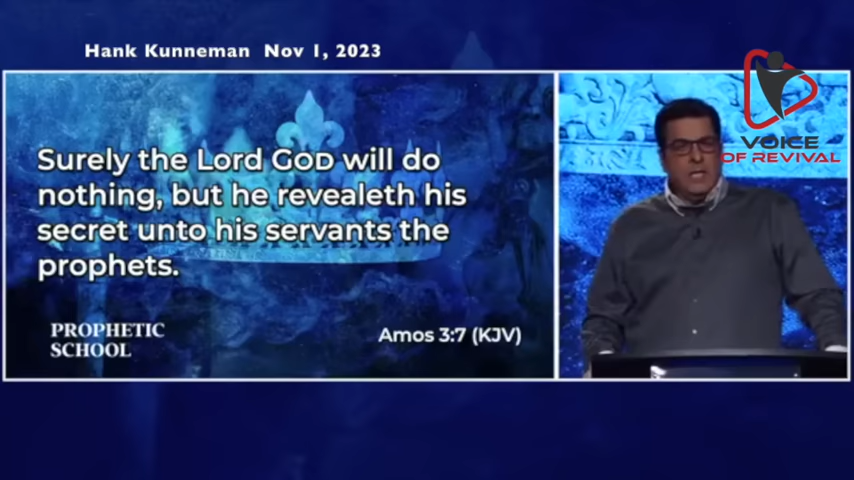 Hank Kunneman  Nov 1, 2023
VOICE
OF REVIVAL
Surely the Lord GOD will do
nothing, but he revealeth his
secret unto his servants the
prophets.
PROPHETIC
SCHOOL
Amos 3:7 (KJV)